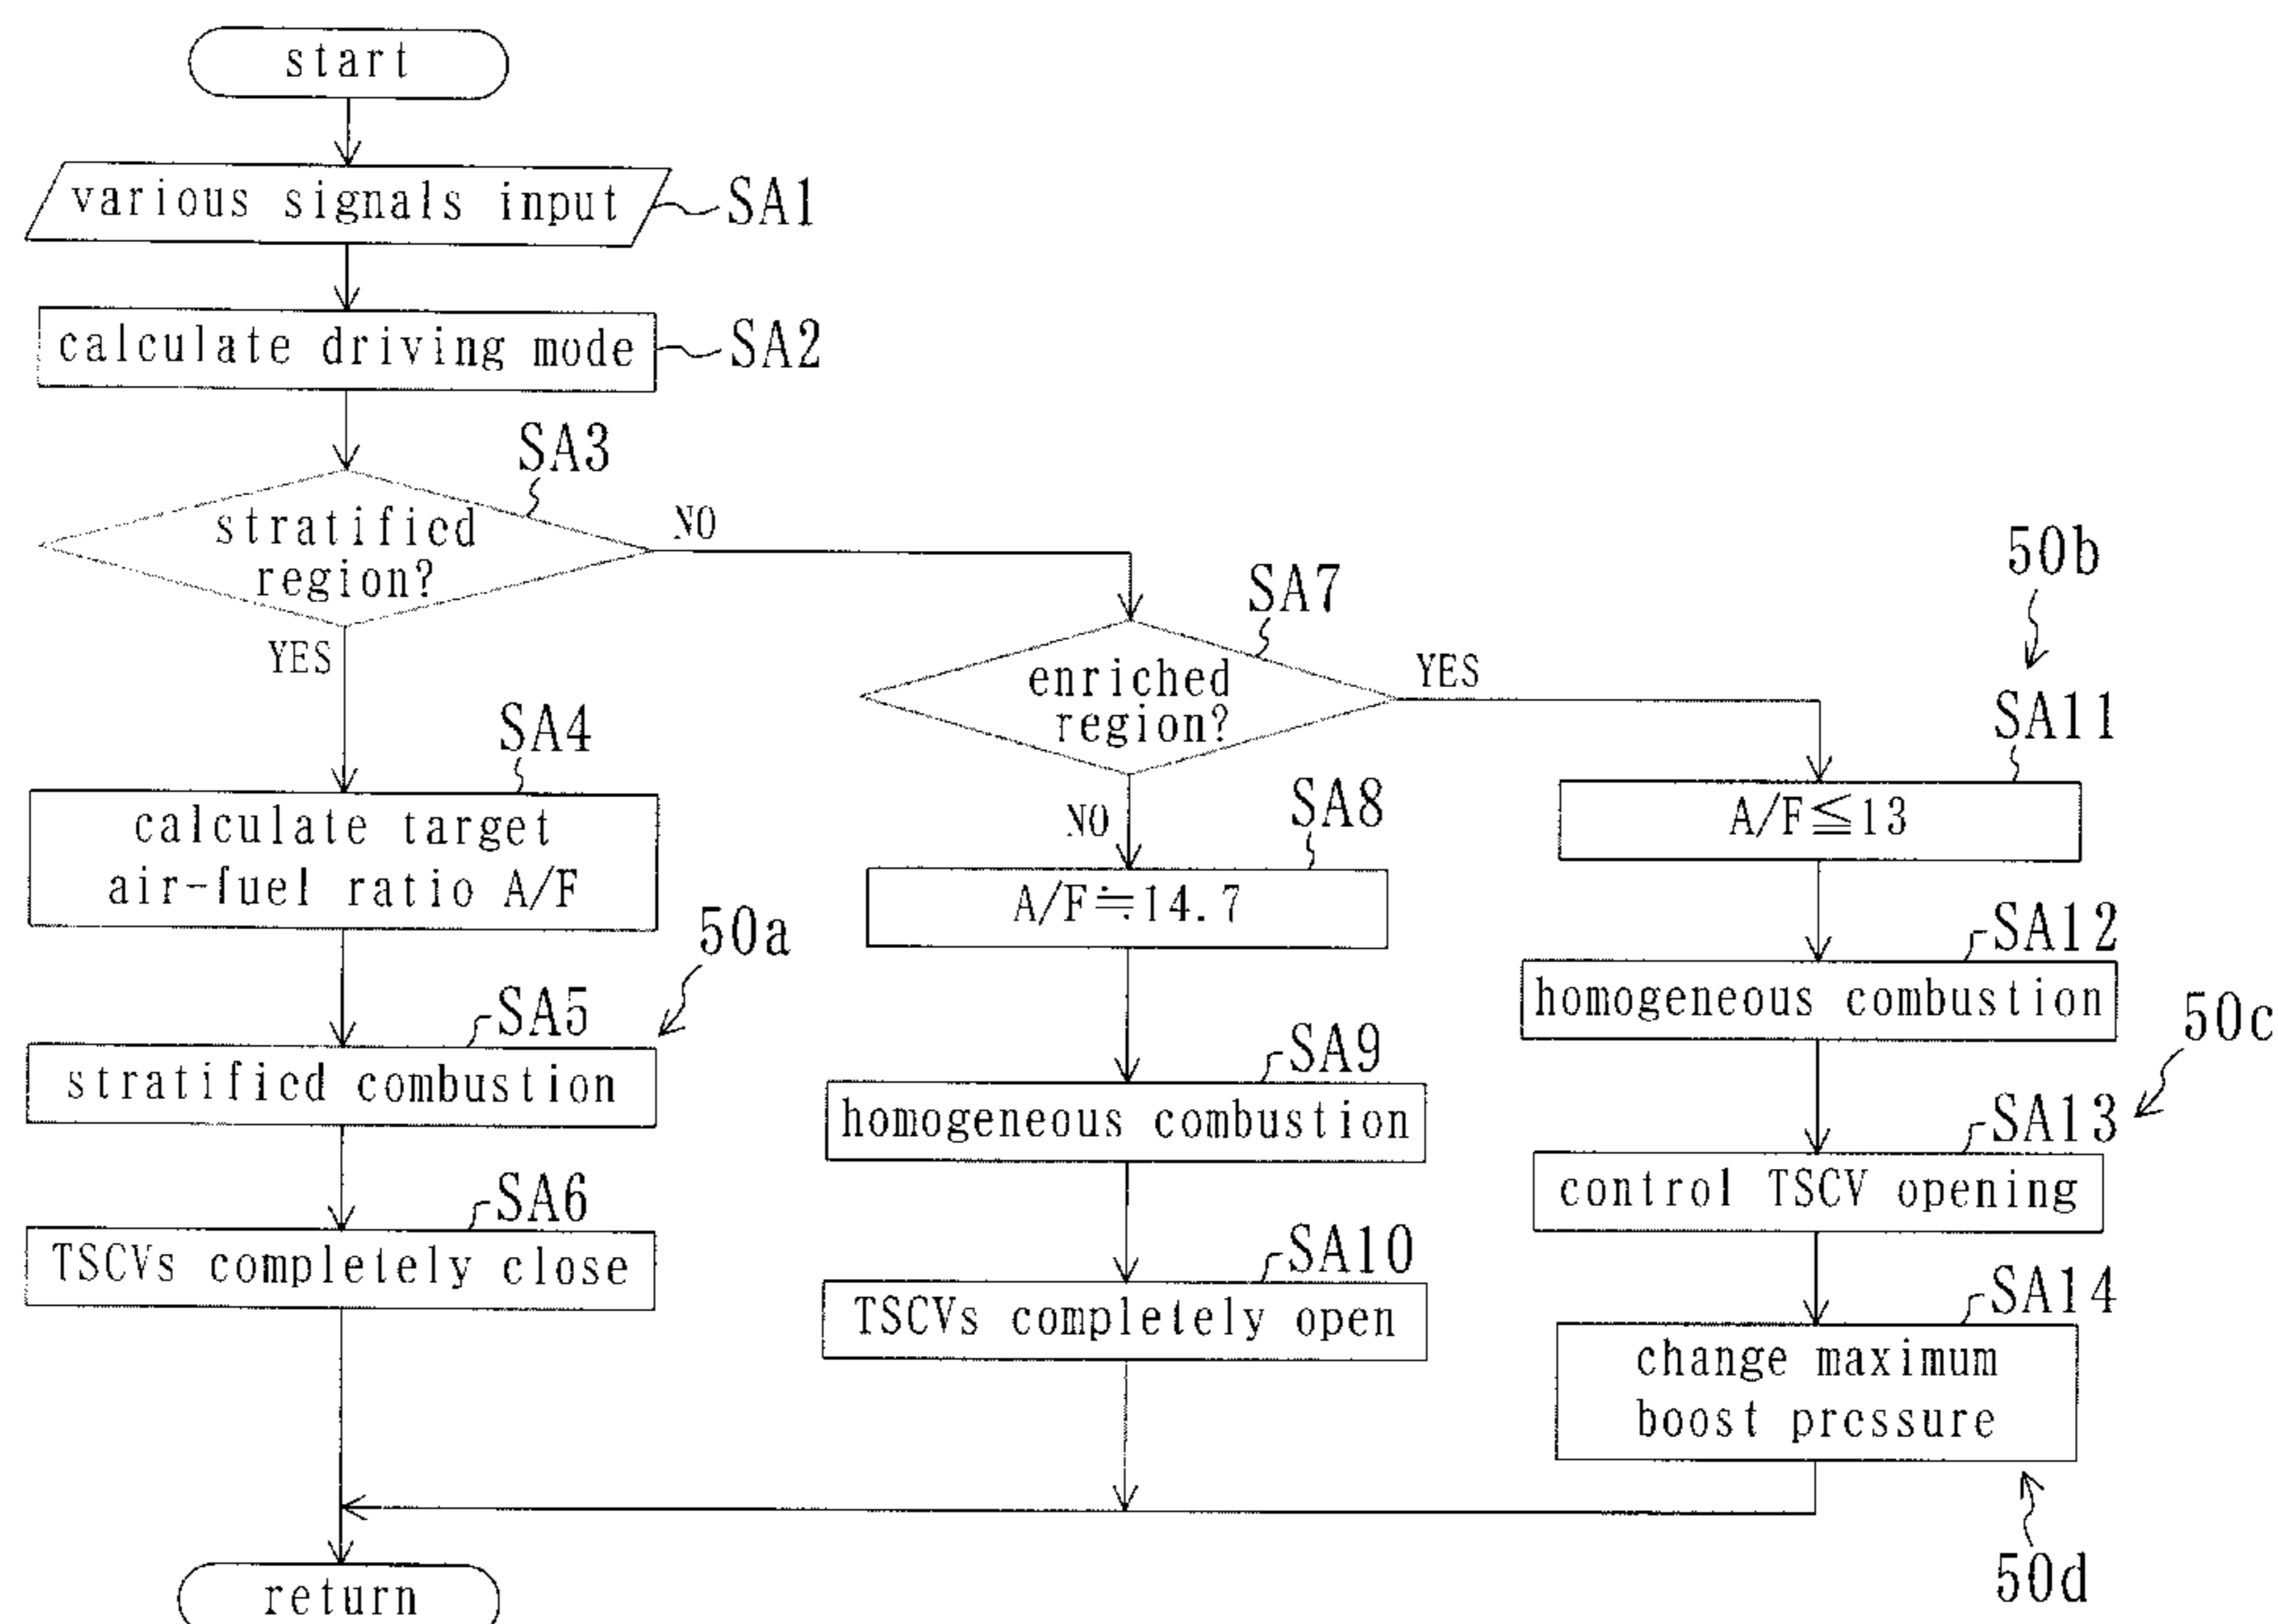 start
various signals input
SA1
calculate driving mode
SA2
SA3
stratified
region?
NO
YES
SA7
enriched
region?
YES
NO
50b
SA4
calculate target
air-fuel ratio A/F
50a
SA5
stratified combustion
SA6
TSCVs completely close
SA8
A/F≒14.7
SA9
homogeneous combustion
SA10
TSCVs completely open
SA11
A/F≦13
SA12
homogeneous combustion
50c
SA13
control TSCV opening
SA14
change maximum
boost pressure
50d
return